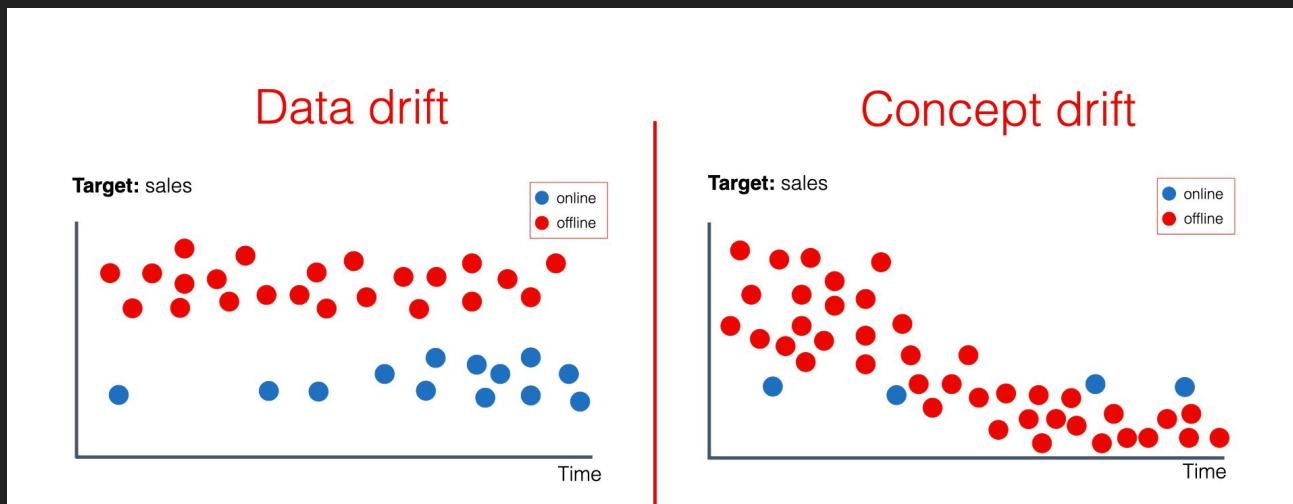 Data drift
Target: sales
online
offline
Time
Concept drift
Target: sales
online
offline
Time